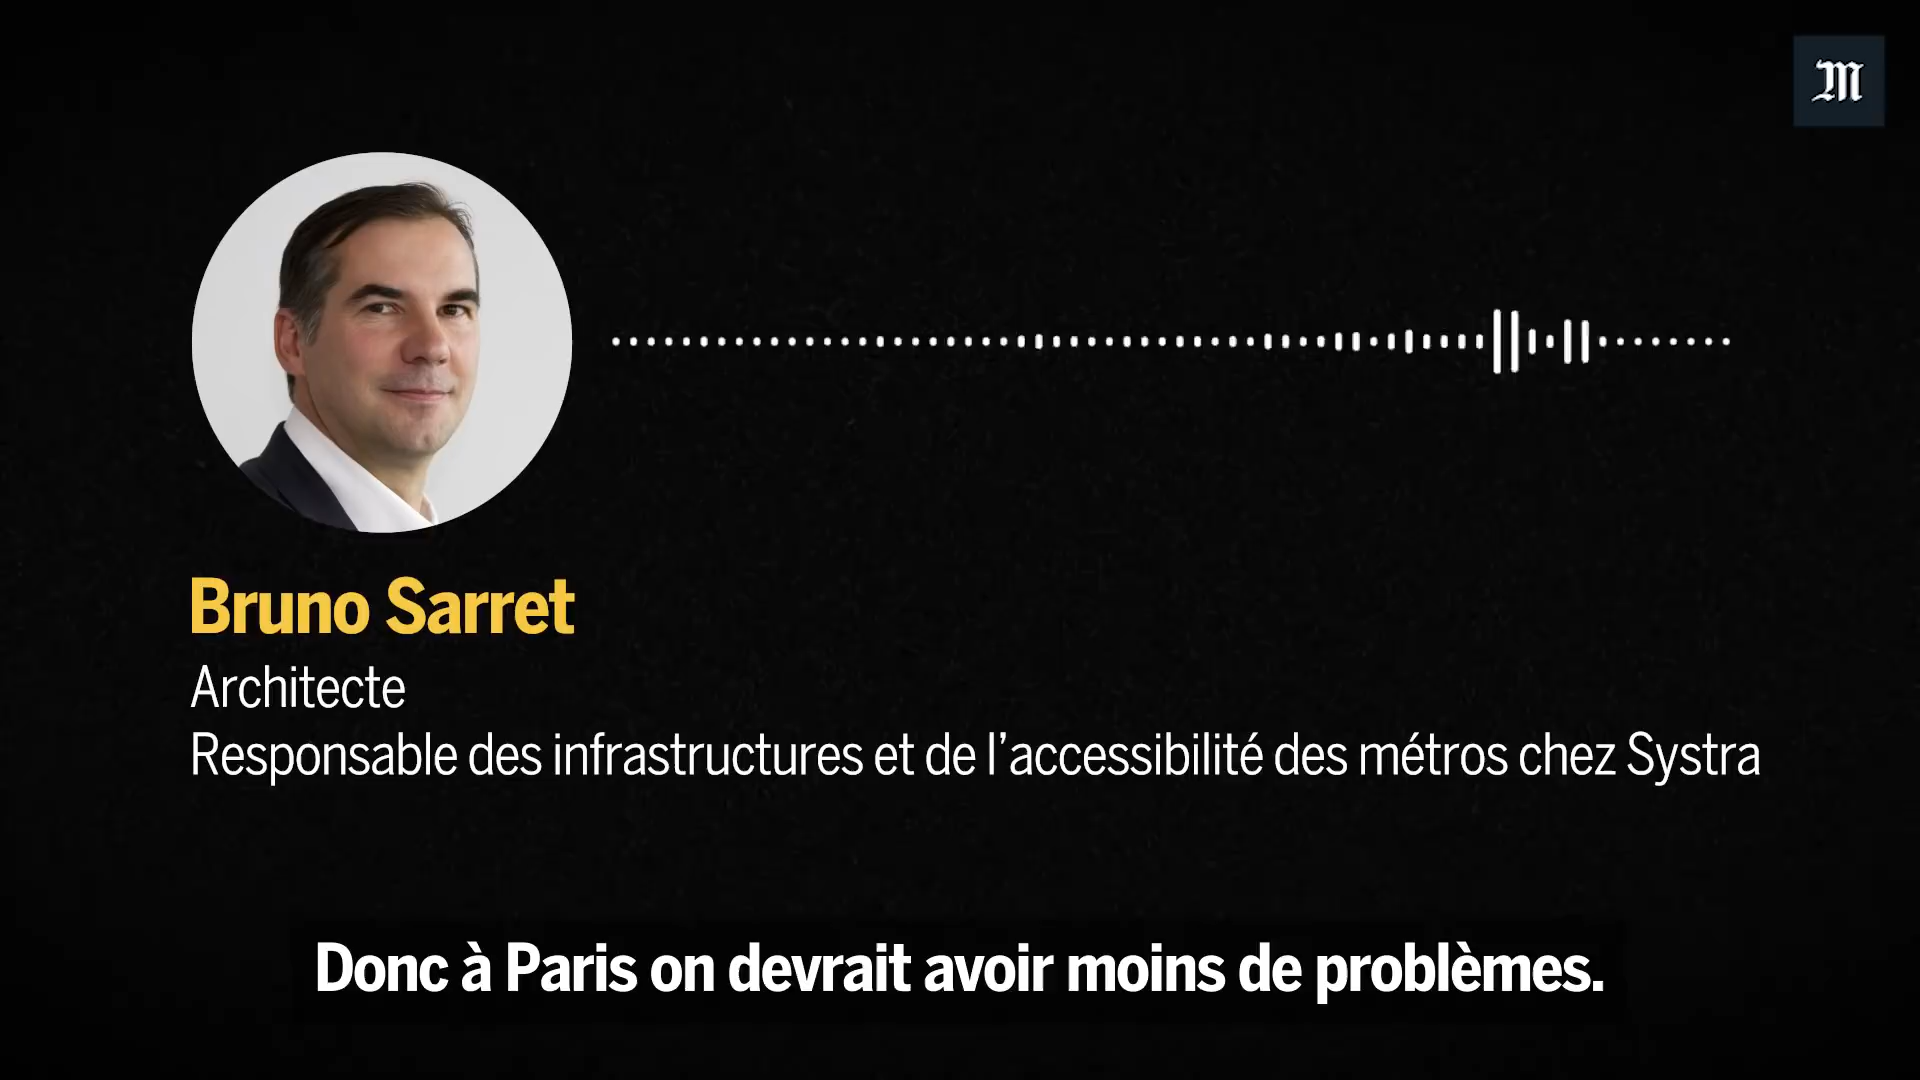 M
Bruno Sarret
Architecte
Responsable des infrastructures et de l'accessibilité des métros chez Systra
Donc à Paris on devrait avoir moins de problèmes.